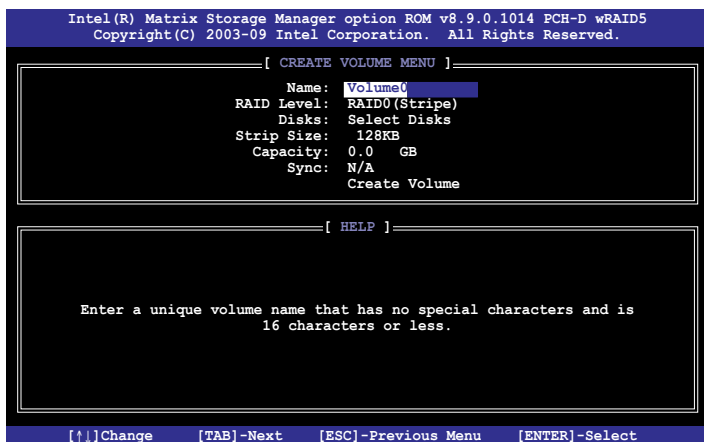 Intel(R) Matrix Storage Manager option ROM v8.9.0.1014 PCH-D wRAID5
Copyright(C) 2003-09 Intel Corporation. All Rights Reserved.
[ CREATE VOLUME MENU ]
Name: Volume0
RAID Level: RAID0(Stripe)
Disks: Select Disks
Strip Size: 128KB
Capacity: 0.0 GB
Sync: N/A
Create Volume
[ HELP ]
Enter a unique volume name that has no special characters and is
16 characters or less.
[↑↓]Change [TAB]-Next [ESC]-Previous Menu [ENTER]-Select